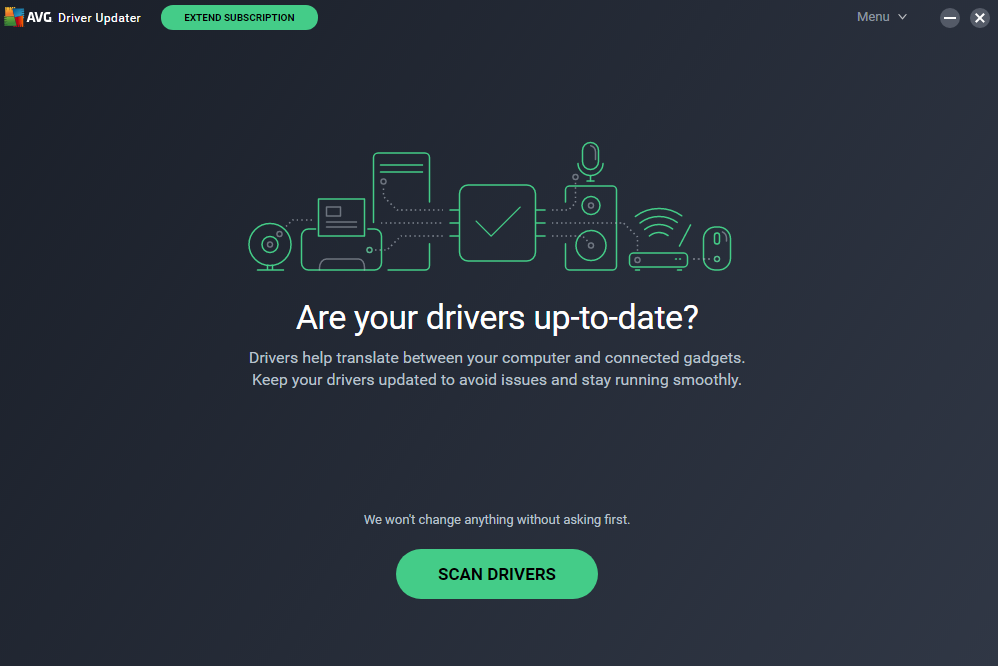 AVG Driver Updater
EXTEND SUBSCRIPTION
Menu
Are your drivers up-to-date?
Drivers help translate between your computer and connected gadgets.
Keep your drivers updated to avoid issues and stay running smoothly.
We won't change anything without asking first.
SCAN DRIVERS